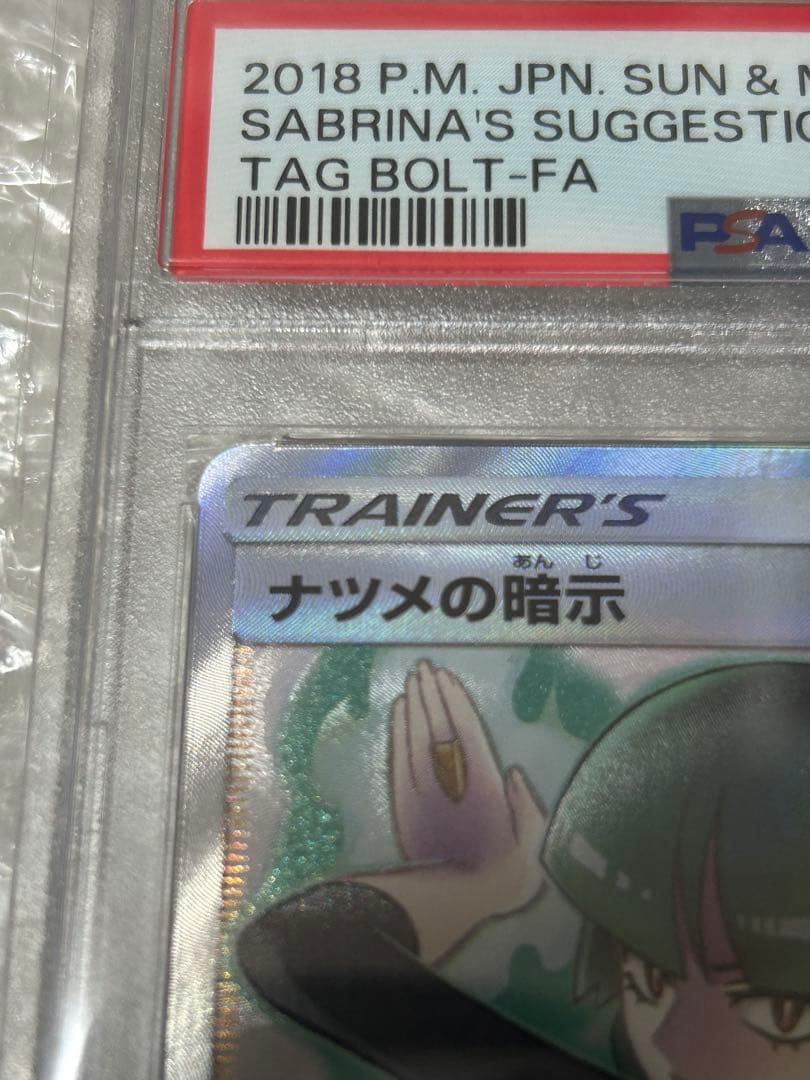 2018 P.M. JPN. SUN & M
SABRINA'S SUGGESTIO
TAG BOLT-FA
PSA
TRAINER'S
あんじ
ナツメの暗示